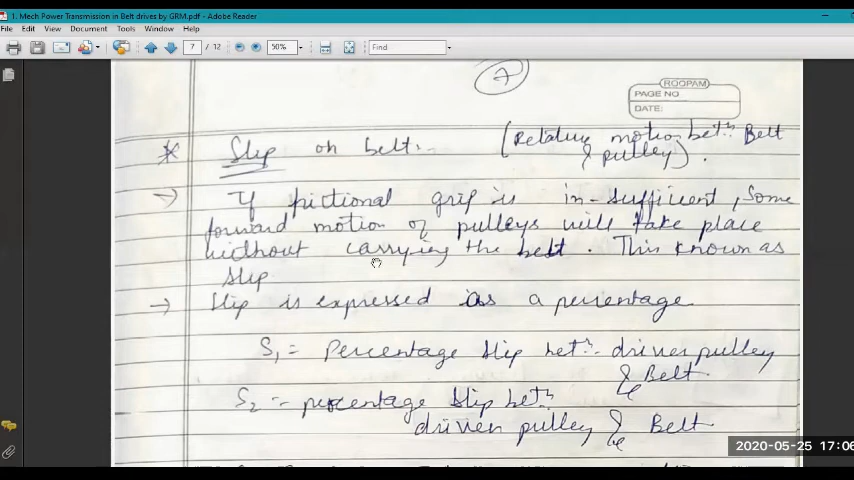 1. Mech Power Transmission in Belt drives by GRM.pdf - Adobe Reader
File Edit View Document Tools Window Help
7 / 12 50% Find
7
ROOPAM
PAGE NO
DATE:
* Slip on belt:- (Relative motion betn. Belt
& pulley).
→ If frictional grip is in-sufficient, Some
forward motion of pulleys will take place
without carrying the belt. This known as
slip
→ Slip is expressed as a percentage
S1 = Percentage slip betn. driver pulley
& Belt
S2 = percentage slip betn
driven pulley & Belt
2020-05-25 17:06